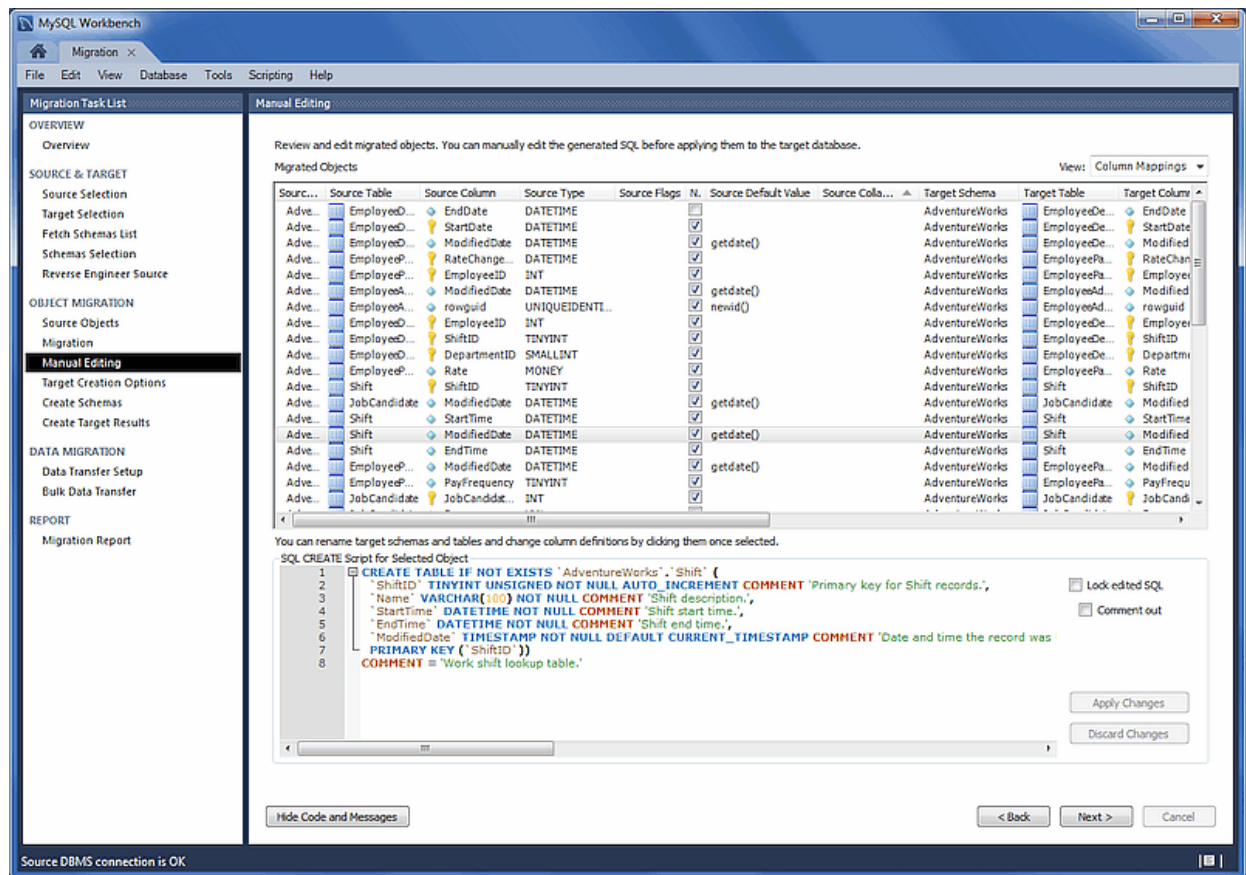 MySQL Workbench
Migration ×
File Edit View Database Tools Scripting Help
Migration Task List
OVERVIEW
Overview
SOURCE & TARGET
Source Selection
Target Selection
Fetch Schemas List
Schemas Selection
Reverse Engineer Source
OBJECT MIGRATION
Source Objects
Migration
Manual Editing
Target Creation Options
Create Schemas
Create Target Results
DATA MIGRATION
Data Transfer Setup
Bulk Data Transfer
REPORT
Migration Report
Manual Editing
Review and edit migrated objects. You can manually edit the generated SQL before applying them to the target database.
Migrated Objects View: Column Mappings
Sourc... Source Table Source Column Source Type Source Flags N. Source Default Value Source Colla... Target Schema Target Table Target Column
Adve... EmployeeD... EndDate DATETIME AdventureWorks EmployeeDe... EndDate
Adve... EmployeeD... StartDate DATETIME AdventureWorks EmployeeDe... StartDate
Adve... EmployeeD... ModifiedDate DATETIME getdate() AdventureWorks EmployeeDe... Modified
Adve... EmployeeP... RateChange... DATETIME AdventureWorks EmployeePa... RateChan
Adve... EmployeeP... EmployeeID INT AdventureWorks EmployeePa... Employee
Adve... EmployeeA... ModifiedDate DATETIME getdate() AdventureWorks EmployeeAd... Modified
Adve... EmployeeA... rowguid UNIQUEIDENTI... newid() AdventureWorks EmployeeAd... rowguid
Adve... EmployeeD... EmployeeID INT AdventureWorks EmployeeDe... Employee
Adve... EmployeeD... ShiftID TINYINT AdventureWorks EmployeeDe... ShiftID
Adve... EmployeeD... DepartmentID SMALLINT AdventureWorks EmployeeDe... Departme
Adve... EmployeeP... Rate MONEY AdventureWorks EmployeePa... Rate
Adve... Shift ShiftID TINYINT AdventureWorks Shift ShiftID
Adve... JobCandidate ModifiedDate DATETIME getdate() AdventureWorks JobCandidate Modified
Adve... Shift StartTime DATETIME AdventureWorks Shift StartTime
Adve... Shift ModifiedDate DATETIME getdate() AdventureWorks Shift Modified
Adve... Shift EndTime DATETIME AdventureWorks Shift EndTime
Adve... EmployeeP... ModifiedDate DATETIME getdate() AdventureWorks EmployeePa... Modified
Adve... EmployeeP... PayFrequency TINYINT AdventureWorks EmployeePa... PayFrequ
Adve... JobCandidate JobCandidat... INT AdventureWorks JobCandidate JobCandi
You can rename target schemas and tables and change column definitions by clicking them once selected.
SQL CREATE Script for Selected Object
1 CREATE TABLE IF NOT EXISTS `AdventureWorks`.`Shift` (
2 `ShiftID` TINYINT UNSIGNED NOT NULL AUTO_INCREMENT COMMENT 'Primary key for Shift records.',
3 `Name` VARCHAR(100) NOT NULL COMMENT 'Shift description.',
4 `StartTime` DATETIME NOT NULL COMMENT 'Shift start time.',
5 `EndTime` DATETIME NOT NULL COMMENT 'Shift end time.',
6 `ModifiedDate` TIMESTAMP NOT NULL DEFAULT CURRENT_TIMESTAMP COMMENT 'Date and time the record was
7 PRIMARY KEY (`ShiftID`))
8 COMMENT = 'Work shift lookup table.'
Lock edited SQL
Comment out
Apply Changes
Discard Changes
Hide Code and Messages < Back Next > Cancel
Source DBMS connection is OK